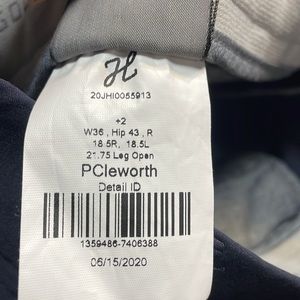 H
20JHI0055913
+2
W36 , Hip 43 , R
18.5R, 18.5L
21.75 Leg Open
PCleworth
Detail ID
1359486-7406388
06/15/2020